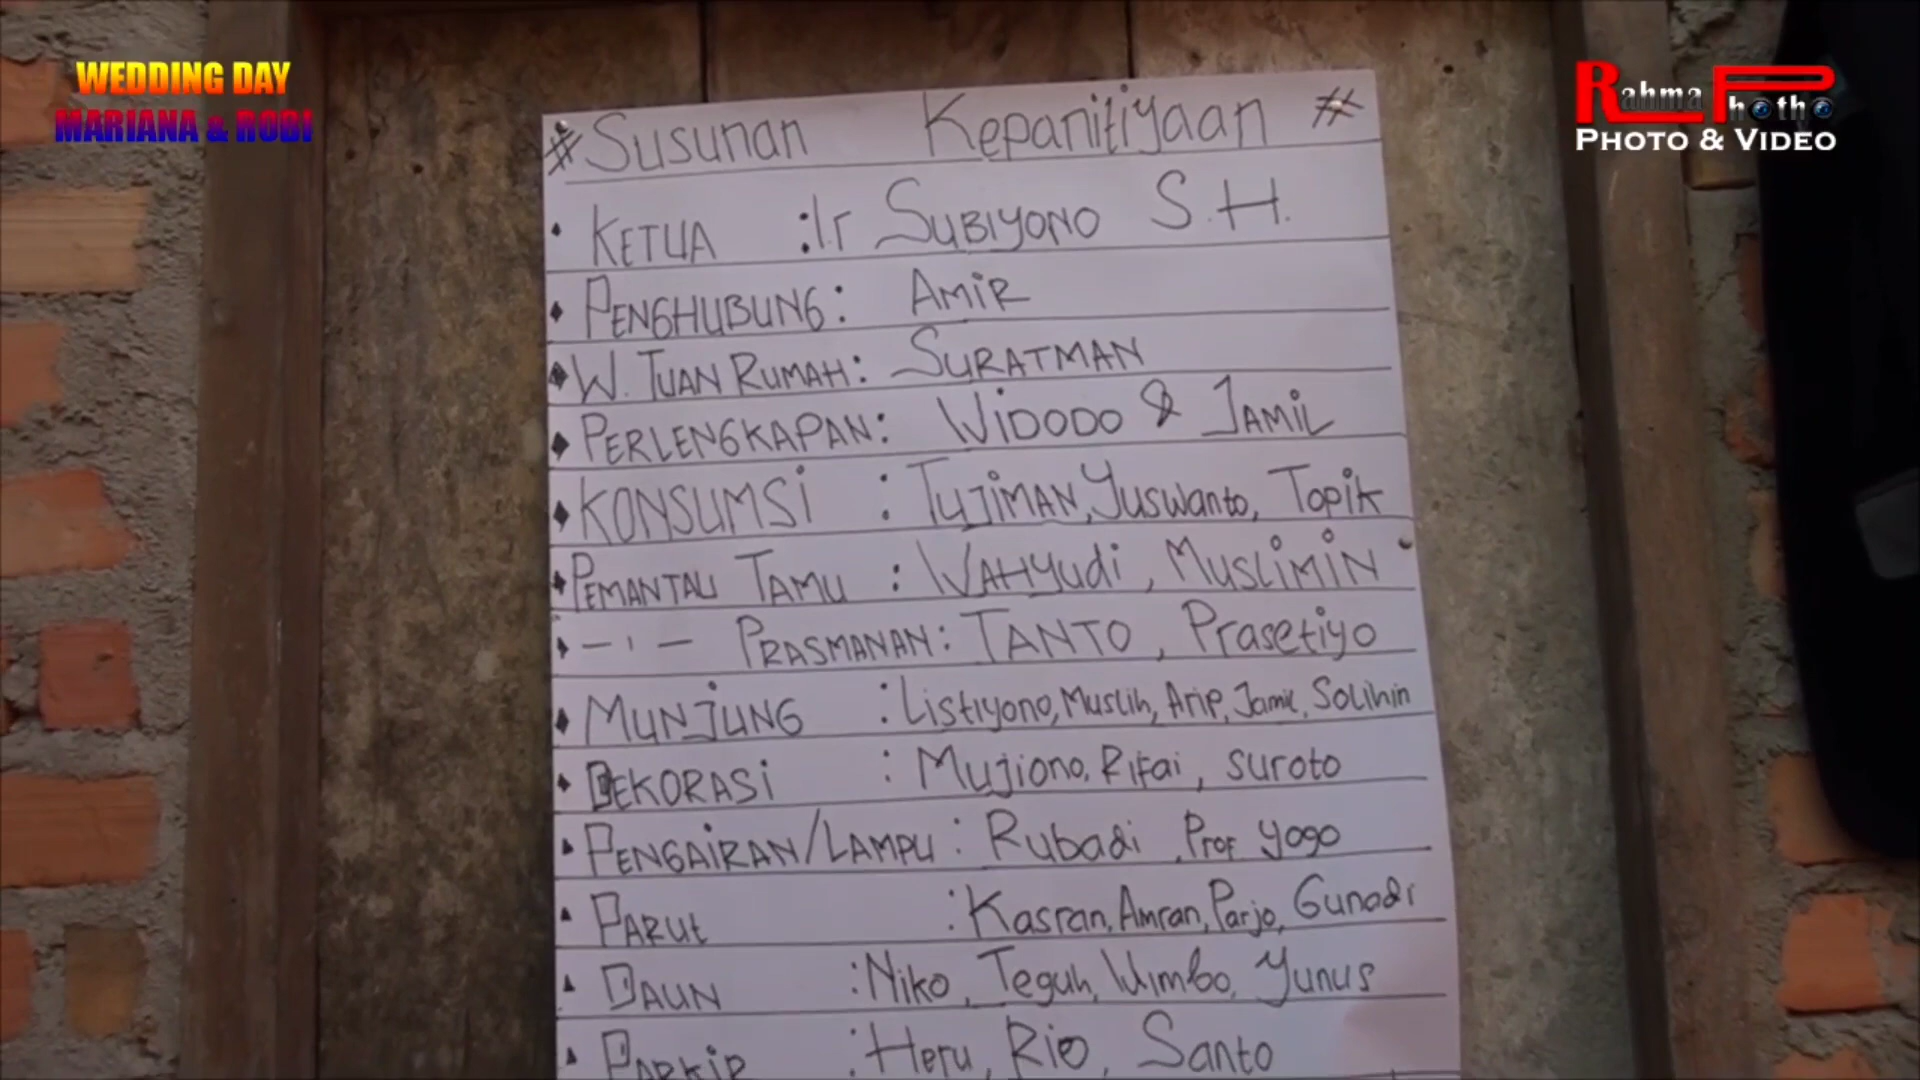 WEDDING DAY
MARIANA & ROBI
Rahma Photho
PHOTO & VIDEO
# Susunan Kepanitiyaan #
• KETUA : Ir SUBIYONO S.H.
• PENGHUBUNG : AMIR
• W. TUAN RUMAH : SURATMAN
• PERLENGKAPAN : WIDODO & JAMIL
• KONSUMSI : TUJIMAN, Yuswanto, Topik
• PEMANTAU TAMU : WAHYUdi, MUSLIMIN
• — ' — PRASMANAN : TANTO, Prasetiyo
• MUNJUNG : Listiyono, Muslih, Arip, Jamil, Solihin
• DEKORASI : Mujiono, Rifai, suroto
• PENGAIRAN/LAMPU : Rubadi, Prof yogo
• PARUt : Kasran, Amran, Parjo, Gunadi
• DAUN : Niko, Teguh, Wimbo, Yunus
• PARKIR : Heru, Rio, Santo